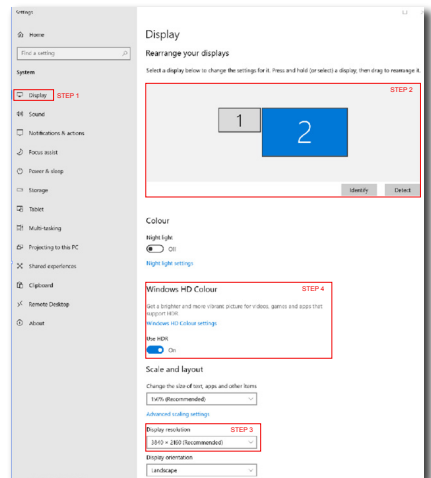 Settings
Home
Find a setting
System
Display STEP 1
Sound
Notifications & actions
Focus assist
Power & sleep
Storage
Tablet
Multi-tasking
Projecting to this PC
Shared experiences
Clipboard
Remote Desktop
About
Display
Rearrange your displays
Select a display below to change the settings for it. Press and hold (or select) a display, then drag to rearrange it.
STEP 2
1
2
Identify Detect
Colour
Night light
Off
Night light settings
Windows HD Colour STEP 4
Get a brighter and more vibrant picture for videos, games and apps that
support HDR
Windows HD Colour settings
Use HDR
On
Scale and layout
Change the size of text, apps and other items
150% (Recommended)
Advanced scaling settings
Display resolution STEP 3
3840 × 2160 (Recommended)
Display orientation
Landscape